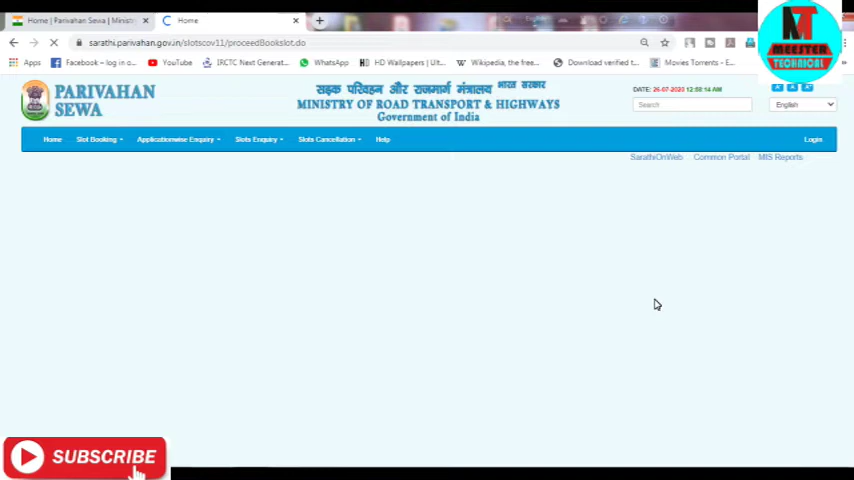 Home | Parivahan Sewa | Ministr
Home
sarathi.parivahan.gov.in/slotscov11/proceedBookslot.do
Apps
Facebook – log in o...
YouTube
IRCTC Next Generat...
WhatsApp
HD Wallpapers | Ult...
Wikipedia, the free...
Download verified t...
Movies Torrents - E...
MT
MEESTER
TECHNICAL
PARIVAHAN
SEWA
सड़क परिवहन और राजमार्ग मंत्रालय भारत सरकार
MINISTRY OF ROAD TRANSPORT & HIGHWAYS
Government of India
DATE: 26-07-2020 12:58:14 AM
Search
English
Home Slot Booking Applicationwise Enquiry Slots Enquiry Slots Cancellation Help Login
SarathiOnWeb Common Portal MIS Reports
SUBSCRIBE